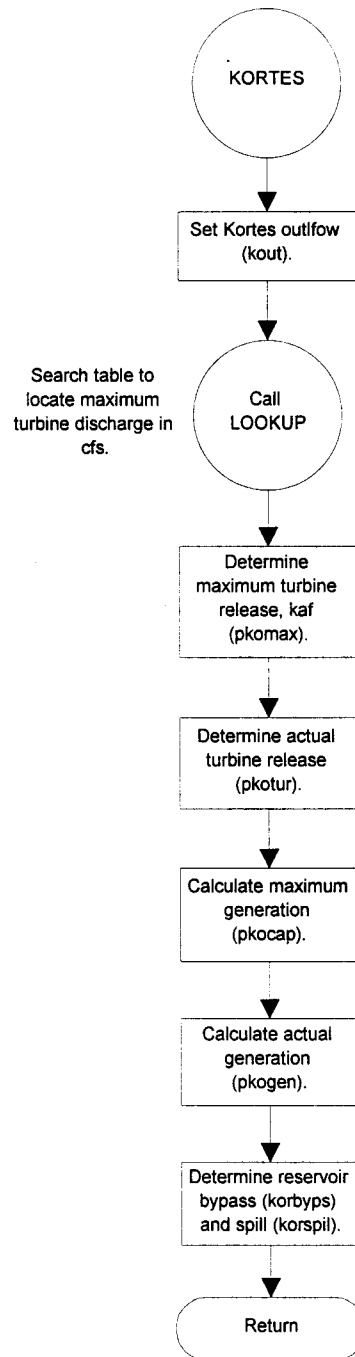 KORTES
Set Kortes outlfow
(kout).
Search table to
locate maximum
turbine discharge in
cfs.
Call
LOOKUP
Determine
maximum turbine
release, kaf
(pkomax).
Determine actual
turbine release
(pkotur).
Calculate maximum
generation
(pkocap).
Calculate actual
generation
(pkogen).
Determine reservoir
bypass (korbyps)
and spill (korspil).
Return